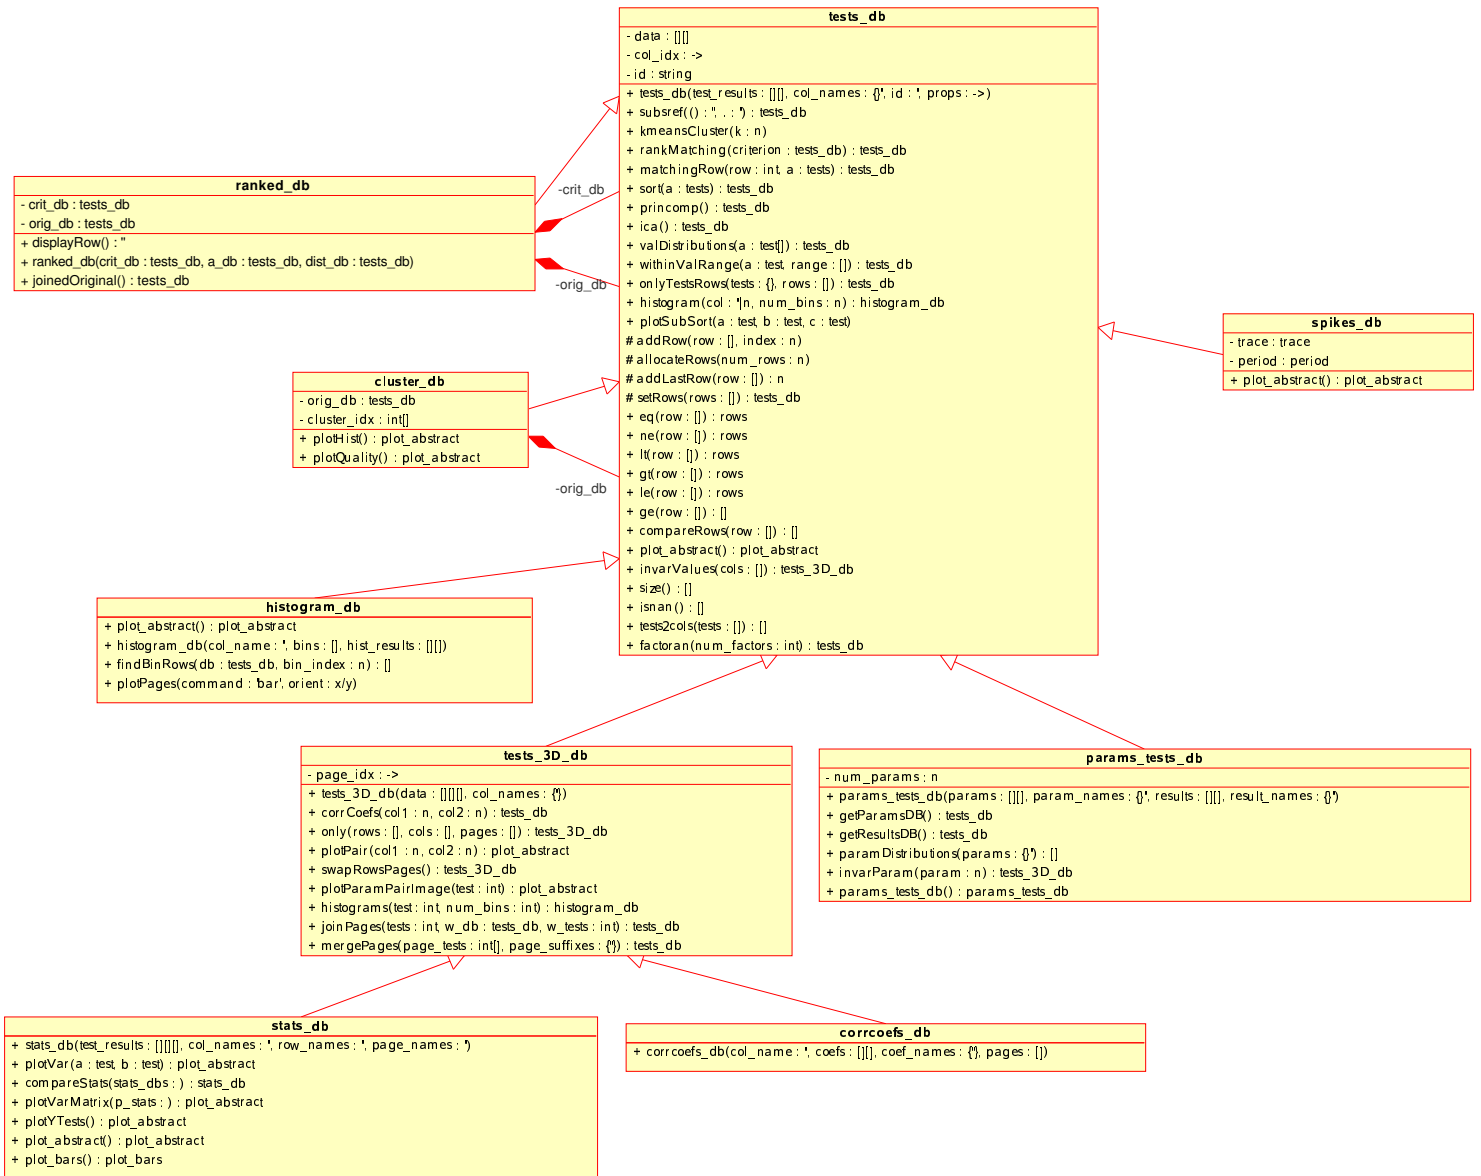 tests_db
- data : [][]
- col_idx : ->
- id : string
+ tests_db(test_results : [][], col_names : {}'', id : '', props : ->)
+ subsref(() : '', . : '') : tests_db
+ kmeansCluster(k : n)
+ rankMatching(criterion : tests_db) : tests_db
+ matchingRow(row : int, a : tests) : tests_db
+ sort(a : tests) : tests_db
+ princomp() : tests_db
+ ica() : tests_db
+ valDistributions(a : test[]) : tests_db
+ withinValRange(a : test, range : []) : tests_db
+ onlyTestsRows(tests : {}, rows : []) : tests_db
+ histogram(col : ''|n, num_bins : n) : histogram_db
+ plotSubSort(a : test, b : test, c : test)
# addRow(row : [], index : n)
# allocateRows(num_rows : n)
# addLastRow(row : []) : n
# setRows(rows : []) : tests_db
+ eq(row : []) : rows
+ ne(row : []) : rows
+ lt(row : []) : rows
+ gt(row : []) : rows
+ le(row : []) : rows
+ ge(row : []) : []
+ compareRows(row : []) : []
+ plot_abstract() : plot_abstract
+ invarValues(cols : []) : tests_3D_db
+ size() : []
+ isnan() : []
+ tests2cols(tests : []) : []
+ factoran(num_factors : int) : tests_db
ranked_db
- crit_db : tests_db
- orig_db : tests_db
+ displayRow() : ''
+ ranked_db(crit_db : tests_db, a_db : tests_db, dist_db : tests_db)
+ joinedOriginal() : tests_db
-crit_db
-orig_db
spikes_db
- trace : trace
- period : period
+ plot_abstract() : plot_abstract
cluster_db
- orig_db : tests_db
- cluster_idx : int[]
+ plotHist() : plot_abstract
+ plotQuality() : plot_abstract
-orig_db
histogram_db
+ plot_abstract() : plot_abstract
+ histogram_db(col_name : '', bins : [], hist_results : [][])
+ findBinRows(db : tests_db, bin_index : n) : []
+ plotPages(command : 'bar', orient : x/y)
tests_3D_db
- page_idx : ->
+ tests_3D_db(data : [][][], col_names : {''})
+ corrCoefs(col1 : n, col2 : n) : tests_db
+ only(rows : [], cols : [], pages : []) : tests_3D_db
+ plotPair(col1 : n, col2 : n) : plot_abstract
+ swapRowsPages() : tests_3D_db
+ plotParamPairImage(test : int) : plot_abstract
+ histograms(test : int, num_bins : int) : histogram_db
+ joinPages(tests : int, w_db : tests_db, w_tests : int) : tests_db
+ mergePages(page_tests : int[], page_suffixes : {''}) : tests_db
params_tests_db
- num_params : n
+ params_tests_db(params : [][], param_names : {}'', results : [][], result_names : {}'')
+ getParamsDB() : tests_db
+ getResultsDB() : tests_db
+ paramDistributions(params : {}'') : []
+ invarParam(param : n) : tests_3D_db
+ params_tests_db() : params_tests_db
stats_db
+ stats_db(test_results : [][][], col_names : '', row_names : '', page_names : '')
+ plotVar(a : test, b : test) : plot_abstract
+ compareStats(stats_dbs : ) : stats_db
+ plotVarMatrix(p_stats : ) : plot_abstract
+ plotYTests() : plot_abstract
+ plot_abstract() : plot_abstract
+ plot_bars() : plot_bars
corrcoefs_db
+ corrcoefs_db(col_name : '', coefs : [][], coef_names : {''}, pages : [])